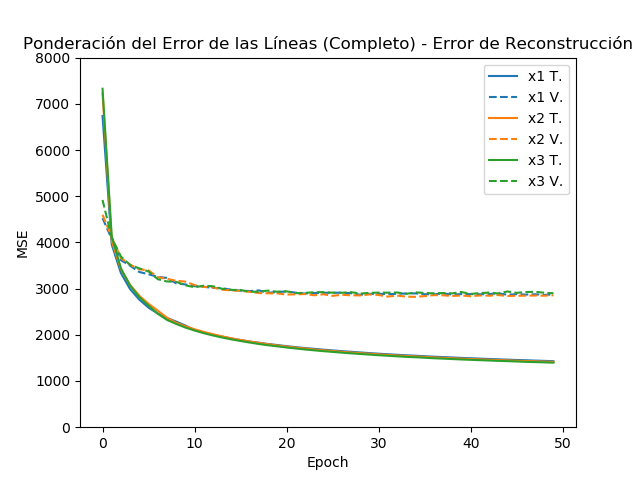 Ponderación del Error de las Líneas (Completo) - Error de Reconstrucción
8000
7000
6000
5000
4000
3000
2000
1000
0
MSE
0 10 20 30 40 50
Epoch
x1 T.
x1 V.
x2 T.
x2 V.
x3 T.
x3 V.